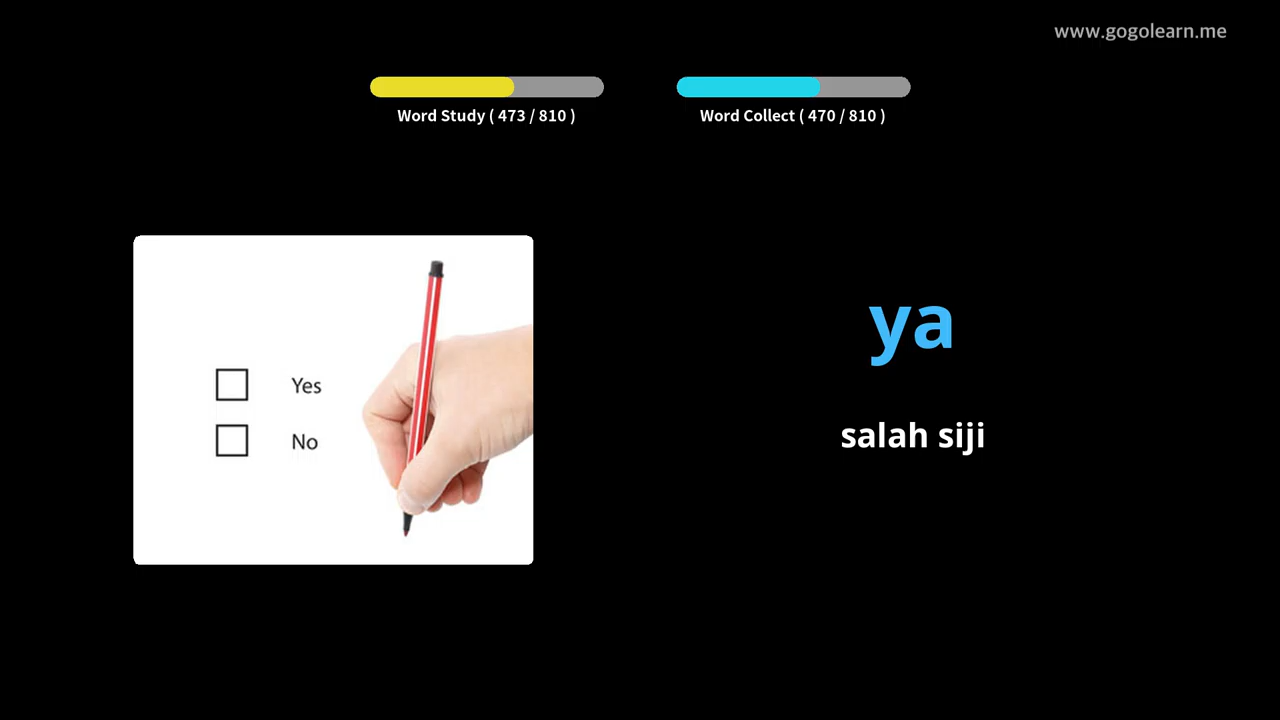 www.gogolearn.me
Word Study ( 473 / 810 )
Word Collect ( 470 / 810 )
Yes
No
ya
salah siji